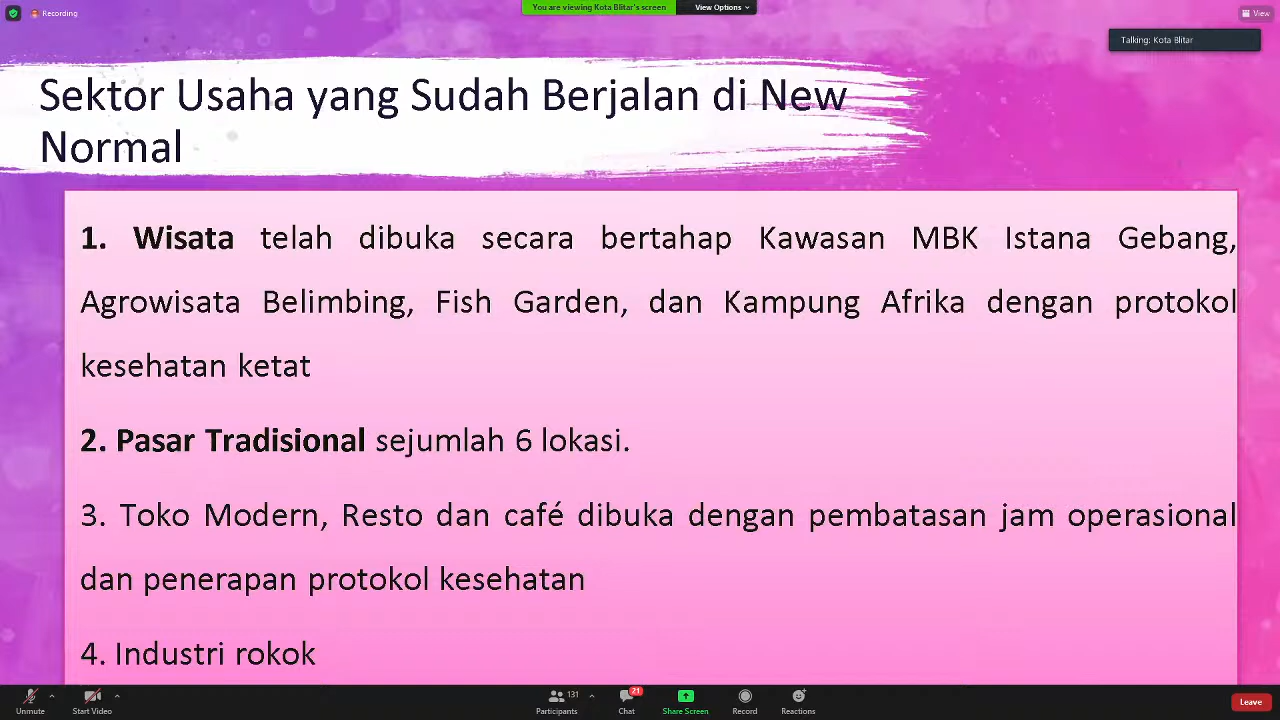 Recording
You are viewing Kota Blitar's screen
View Options
View
Talking: Kota Blitar
Sektor Usaha yang Sudah Berjalan di New
Normal
1. Wisata telah dibuka secara bertahap Kawasan MBK Istana Gebang,
Agrowisata Belimbing, Fish Garden, dan Kampung Afrika dengan protokol
kesehatan ketat
2. Pasar Tradisional sejumlah 6 lokasi.
3. Toko Modern, Resto dan café dibuka dengan pembatasan jam operasional
dan penerapan protokol kesehatan
4. Industri rokok
Unmute
Start Video
131
Participants
21
Chat
Share Screen
Record
Reactions
Leave